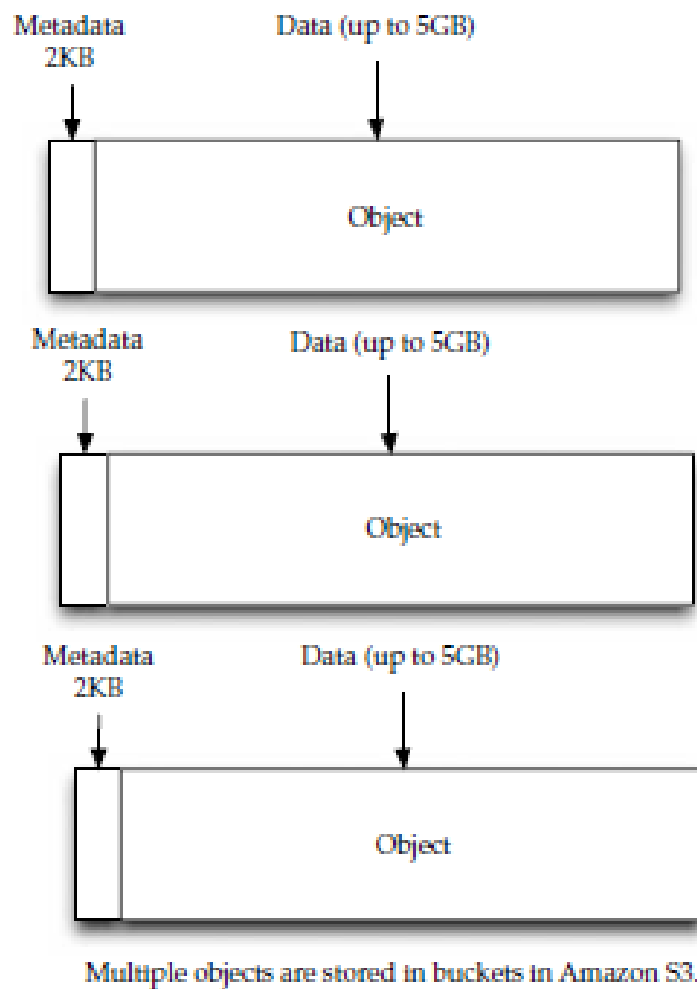 Metadata
2KB
Data (up to 5GB)
Object
Metadata
2KB
Data (up to 5GB)
Object
Metadata
2KB
Data (up to 5GB)
Object
Multiple objects are stored in buckets in Amazon S3.